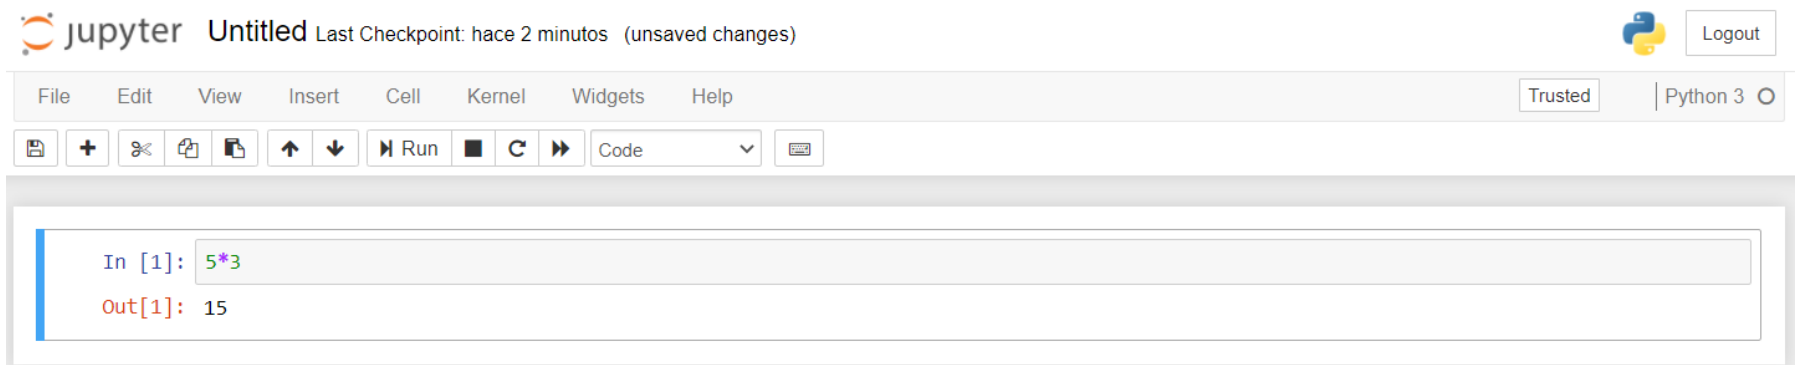 jupyter Untitled Last Checkpoint: hace 2 minutos (unsaved changes) Logout
File Edit View Insert Cell Kernel Widgets Help Trusted Python 3
Run Code
In [1]: 5*3
Out[1]: 15